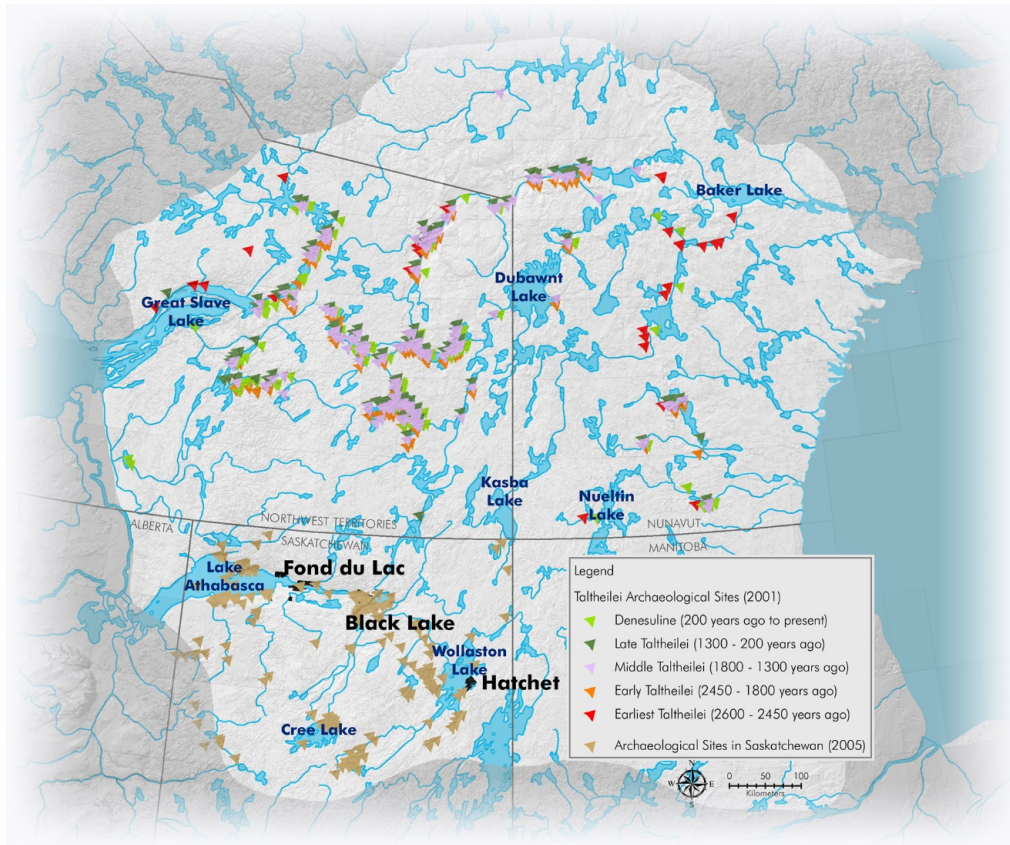 Baker Lake
Dubawnt
Lake
Great Slave
Lake
Kasba
Lake
Nueltin
Lake
ALBERTA
NORTHWEST TERRITORIES
NUNAVUT
SASKATCHEWAN
MANITOBA
Lake
Athabasca
Fond du Lac
Black Lake
Wollaston
Lake
Hatchet
Cree Lake
Legend
Taltheilei Archaeological Sites (2001)
Denesuline (200 years ago to present)
Late Taltheilei (1300 - 200 years ago)
Middle Taltheilei (1800 - 1300 years ago)
Early Taltheilei (2450 - 1800 years ago)
Earliest Taltheilei (2600 - 2450 years ago)
Archaeological Sites in Saskatchewan (2005)
N
W E
S
0 50 100
Kilometers